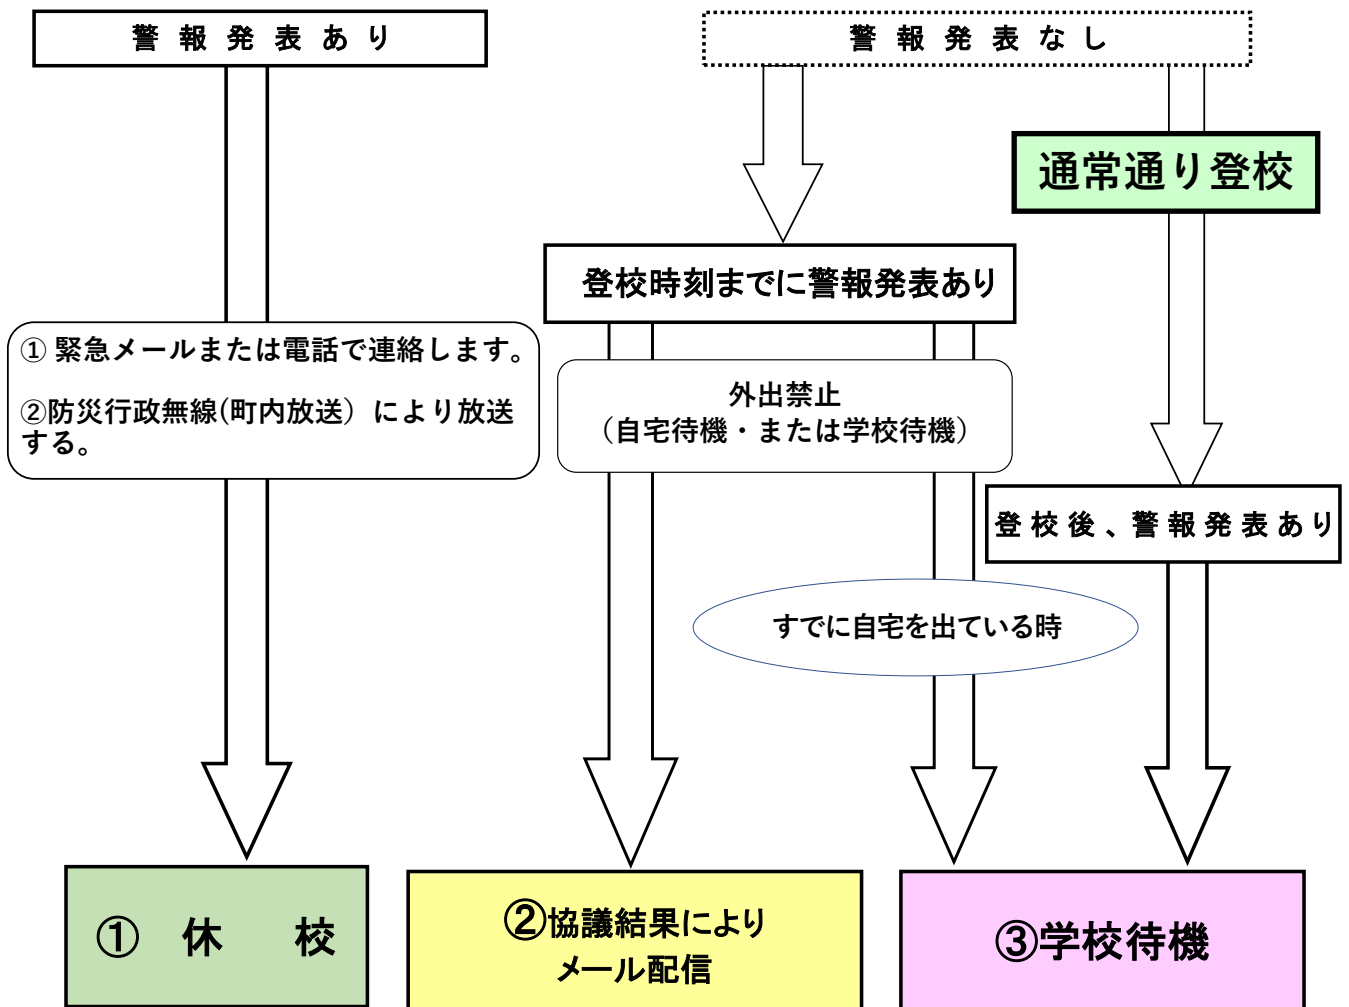 警報発表あり
警報発表なし
通常通り登校
登校時刻までに警報発表あり
① 緊急メールまたは電話で連絡します。
②防災行政無線(町内放送）により放送
する。
外出禁止
（自宅待機・または学校待機）
登校後、警報発表あり
すでに自宅を出ている時
① 休　校
②協議結果により
メール配信
③学校待機